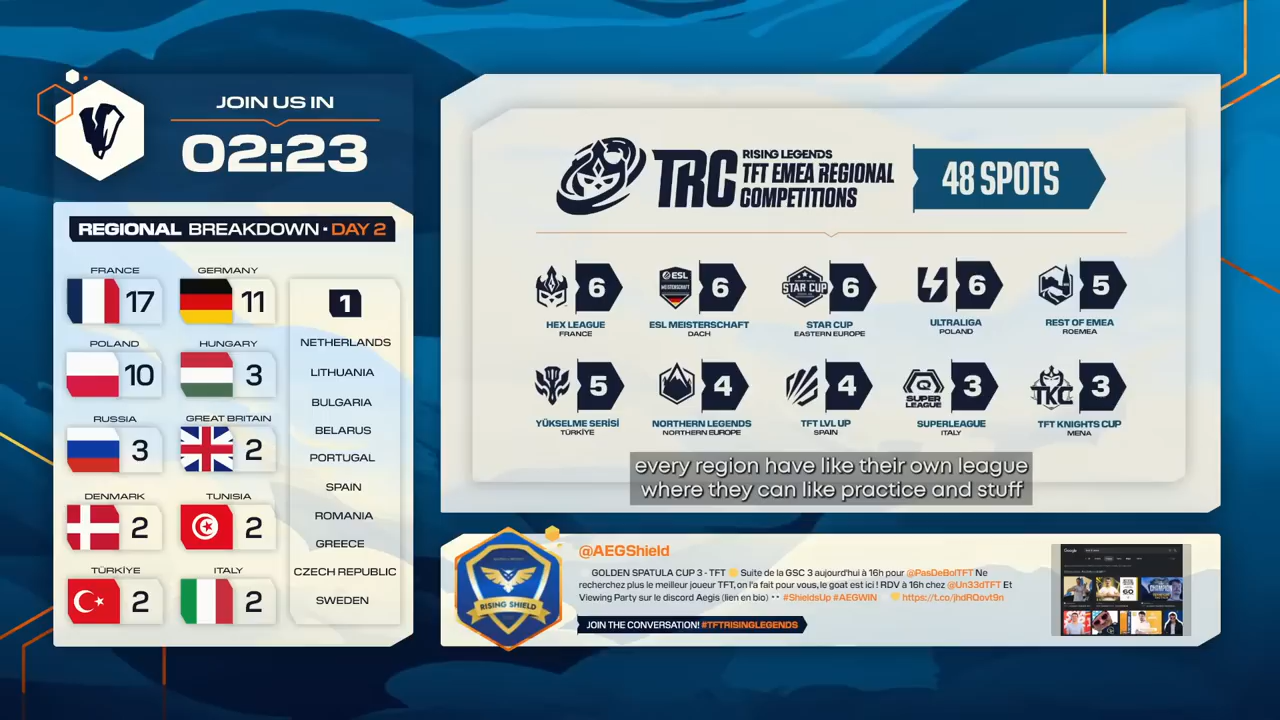 JOIN US IN
02:23
REGIONAL BREAKDOWN · DAY 2
FRANCE
17
GERMANY
11
POLAND
10
HUNGARY
3
RUSSIA
3
GREAT BRITAIN
2
DENMARK
2
TUNISIA
2
TÜRKİYE
2
ITALY
2
1
NETHERLANDS
LITHUANIA
BULGARIA
BELARUS
PORTUGAL
SPAIN
ROMANIA
GREECE
CZECH REPUBLIC
SWEDEN
TRC
RISING LEGENDS
TFT EMEA REGIONAL
COMPETITIONS
48 SPOTS
6
HEX LEAGUE
FRANCE
ESL
MEISTERSCHAFT
6
ESL MEISTERSCHAFT
DACH
STAR CUP
6
STAR CUP
EASTERN EUROPE
6
ULTRALIGA
POLAND
5
REST OF EMEA
ROEMEA
5
YÜKSELME SERİSİ
TÜRKİYE
4
NORTHERN LEGENDS
NORTHERN EUROPE
4
TFT LVL UP
SPAIN
SUPER
LEAGUE
3
SUPERLEAGUE
ITALY
TKC
3
TFT KNIGHTS CUP
MENA
every region have like their own league
where they can like practice and stuff
RISING SHIELD
@AEGShield
GOLDEN SPATULA CUP 3 - TFT Suite de la GSC 3 aujourd'hui à 16h pour @PasDeBolTFT Ne
recherchez plus le meilleur joueur TFT, on l'a fait pour vous, le goat est ici ! RDV à 16h chez @Un33dTFT Et
Viewing Party sur le discord Aegis (lien en bio) #ShieldsUp #AEGWIN https://t.co/jhdRQovt9n
JOIN THE CONVERSATION! #TFTRISINGLEGENDS
Google